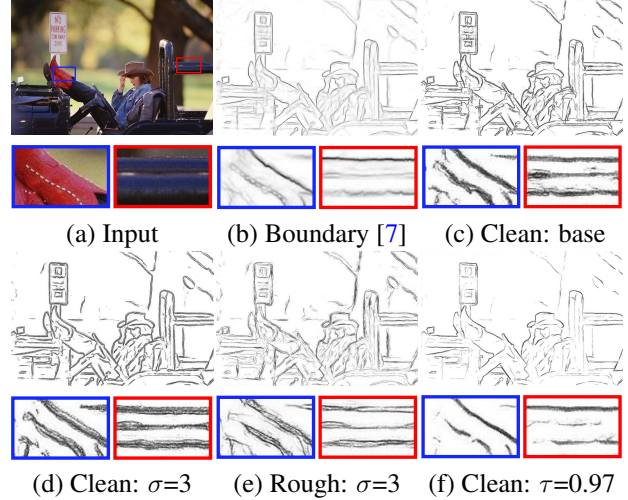 NO
PARKING
(a) Input
(b) Boundary [7]
(c) Clean: base
(d) Clean: σ=3
(e) Rough: σ=3
(f) Clean: τ=0.97